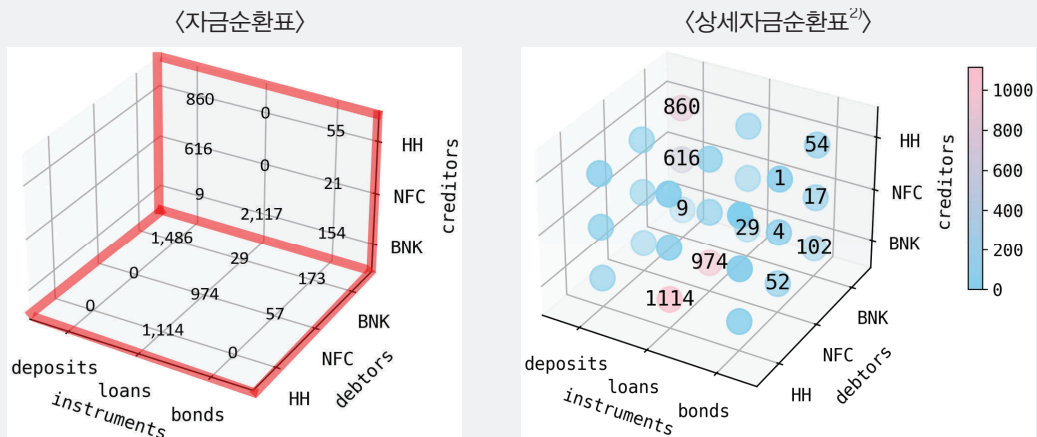 〈자금순환표〉
860
0
55
HH
616
0
21
NFC
9
2,117
154
BNK
creditors
1,486
29
173
0
974
57
BNK
0
1,114
0
NFC
HH
debtors
deposits
loans
bonds
instruments
〈상세자금순환표2)〉
860
54
HH
616
1
17
NFC
9
29
4
102
BNK
creditors
974
52
1114
BNK
NFC
HH
debtors
deposits
loans
bonds
instruments
1000
800
600
400
200
0